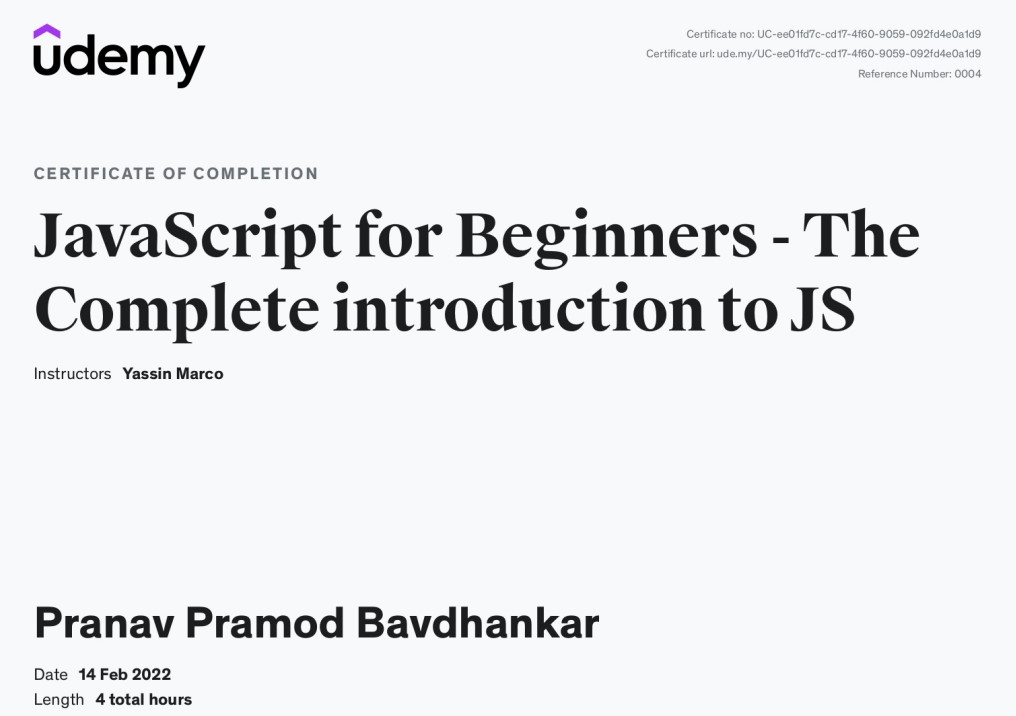 udemy
Certificate no: UC-ee01fd7c-cd17-4f60-9059-092fd4e0a1d9
Certificate url: ude.my/UC-ee01fd7c-cd17-4f60-9059-092fd4e0a1d9
Reference Number: 0004
CERTIFICATE OF COMPLETION
JavaScript for Beginners - The
Complete introduction to JS
Instructors Yassin Marco
Pranav Pramod Bavdhankar
Date 14 Feb 2022
Length 4 total hours